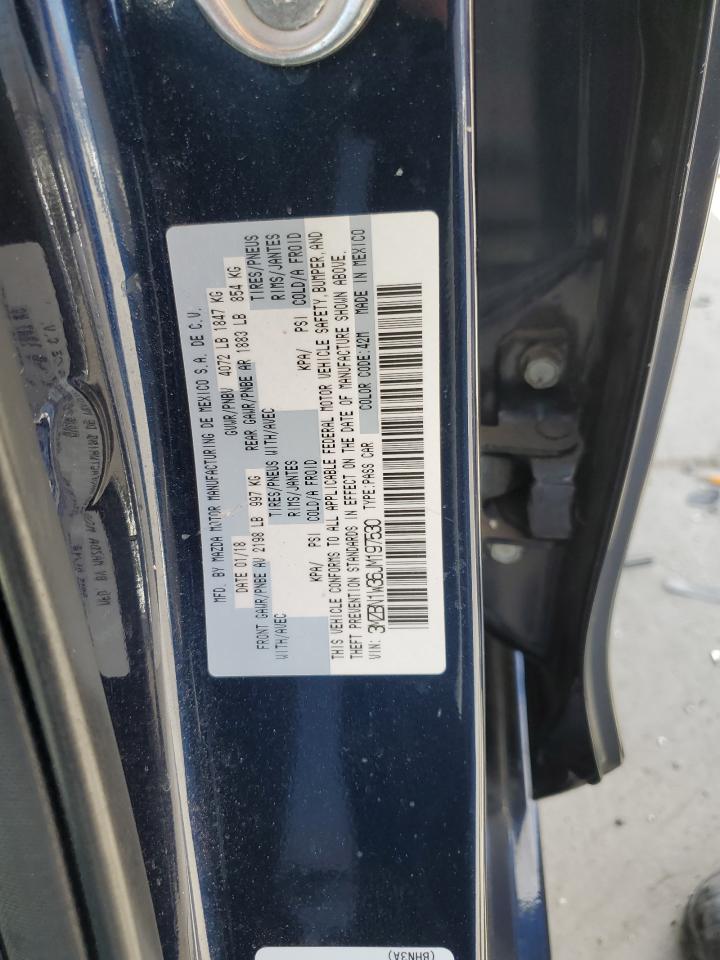 MFD. BY MAZDA MOTOR MANUFACTURING DE MEXICO S.A. DE C.V.
DATE 01/18 GVWR/PNBV 4072 LB 1847 KG
FRONT GAWR/PNBE AV 2198 LB 997 KG REAR GAWR/PNBE AR 1883 LB 854 KG
WITH/AVEC TIRES/PNEUS WITH/AVEC TIRES/PNEUS
RIMS/JANTES RIMS/JANTES
KPA/ PSI COLD/A FROID KPA/ PSI COLD/A FROID
THIS VEHICLE CONFORMS TO ALL APPLICABLE FEDERAL MOTOR VEHICLE SAFETY, BUMPER, AND
THEFT PREVENTION STANDARDS IN EFFECT ON THE DATE OF MANUFACTURE SHOWN ABOVE.
VIN: 3MZBN1W36JM197530 TYPE:PASS CAR COLOR CODE:42M MADE IN MEXICO
(BHN3A)